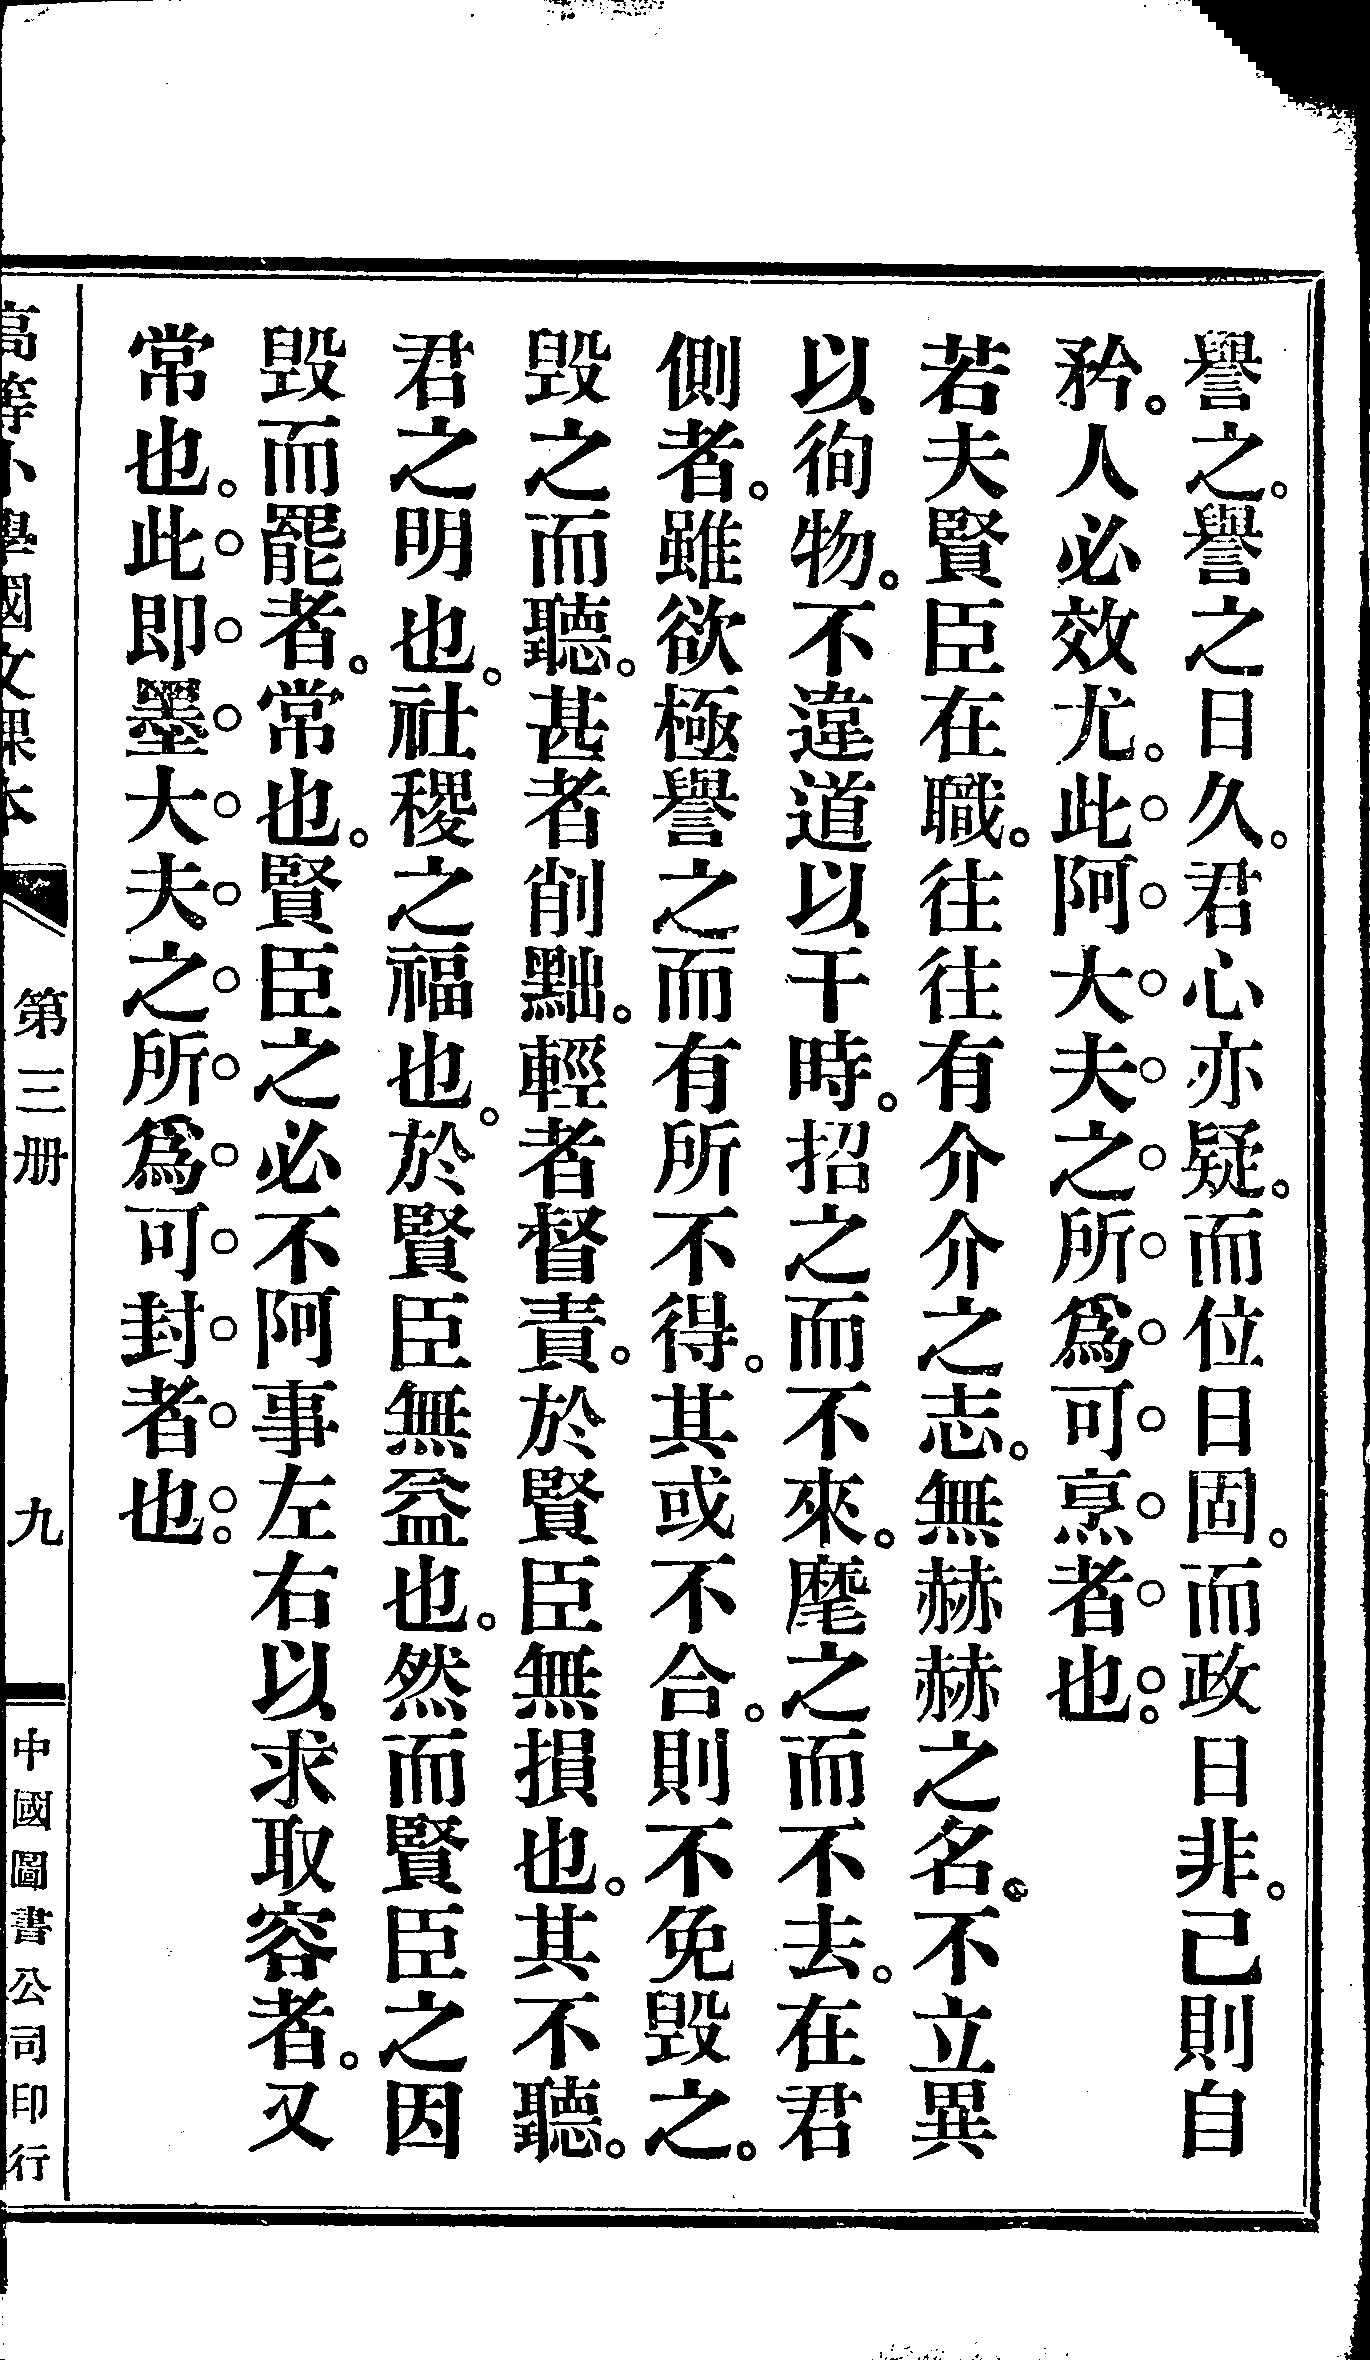 譽之。譽之日久。君心亦疑。而位日固。而政日非。己則自
矜。人必效尤。此阿大夫之所爲可烹者也。
若夫賢臣在職。往往有介介之志。無赫赫之名。不立異
以徇物。不違道以干時。招之而不來。麾之而不去。在君
側者。雖欲極譽之而有所不得。其或不合。則不免毀之。
毀之而聽。甚者削黜。輕者督責。於賢臣無損也。其不聽。
君之明也。社稷之福也。於賢臣無益也。然而賢臣之因
毀而罷者。常也。賢臣之必不阿事左右以求取容者。又
常也。此即墨大夫之所爲可封者也。
高等小學國文課本 第三册 九 中國圖書公司印行